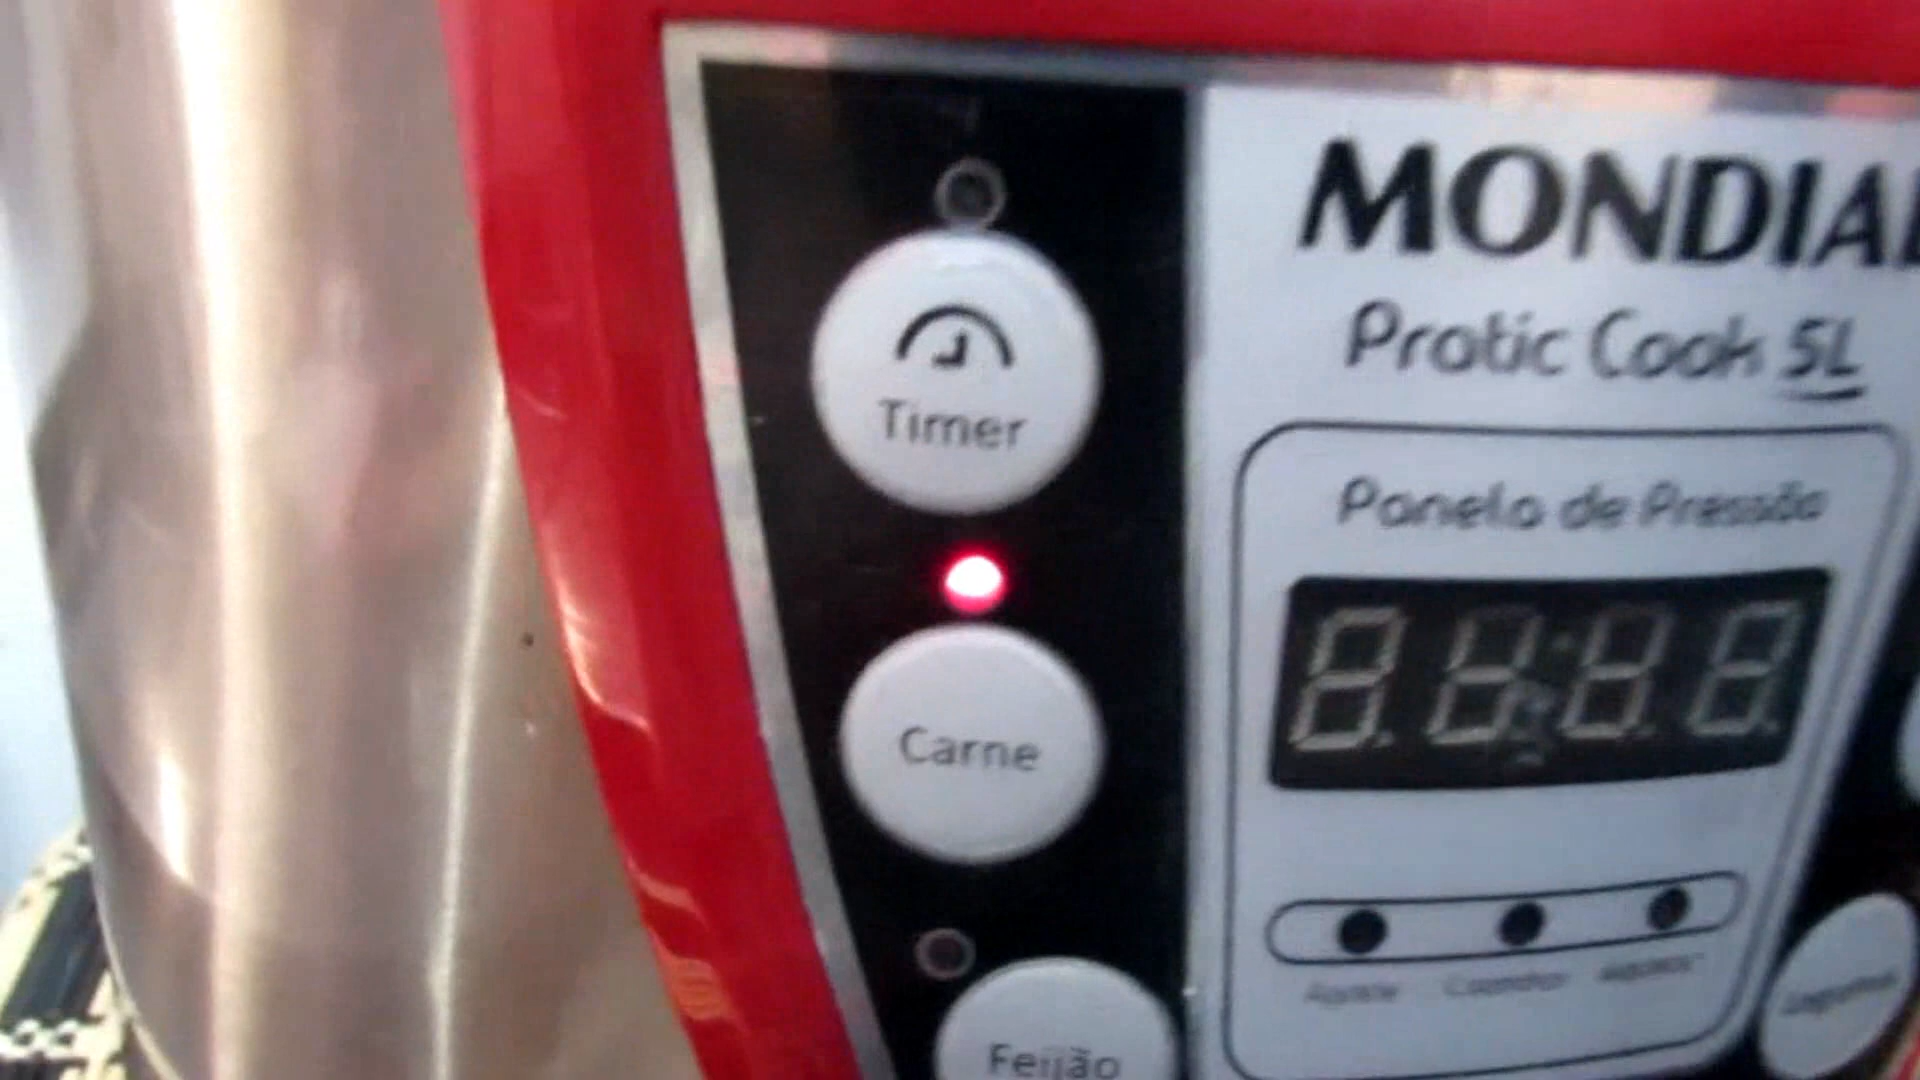 MONDIAL
Pratic Cook 5L
Timer
Panela de Pressão
Carne
Feijão